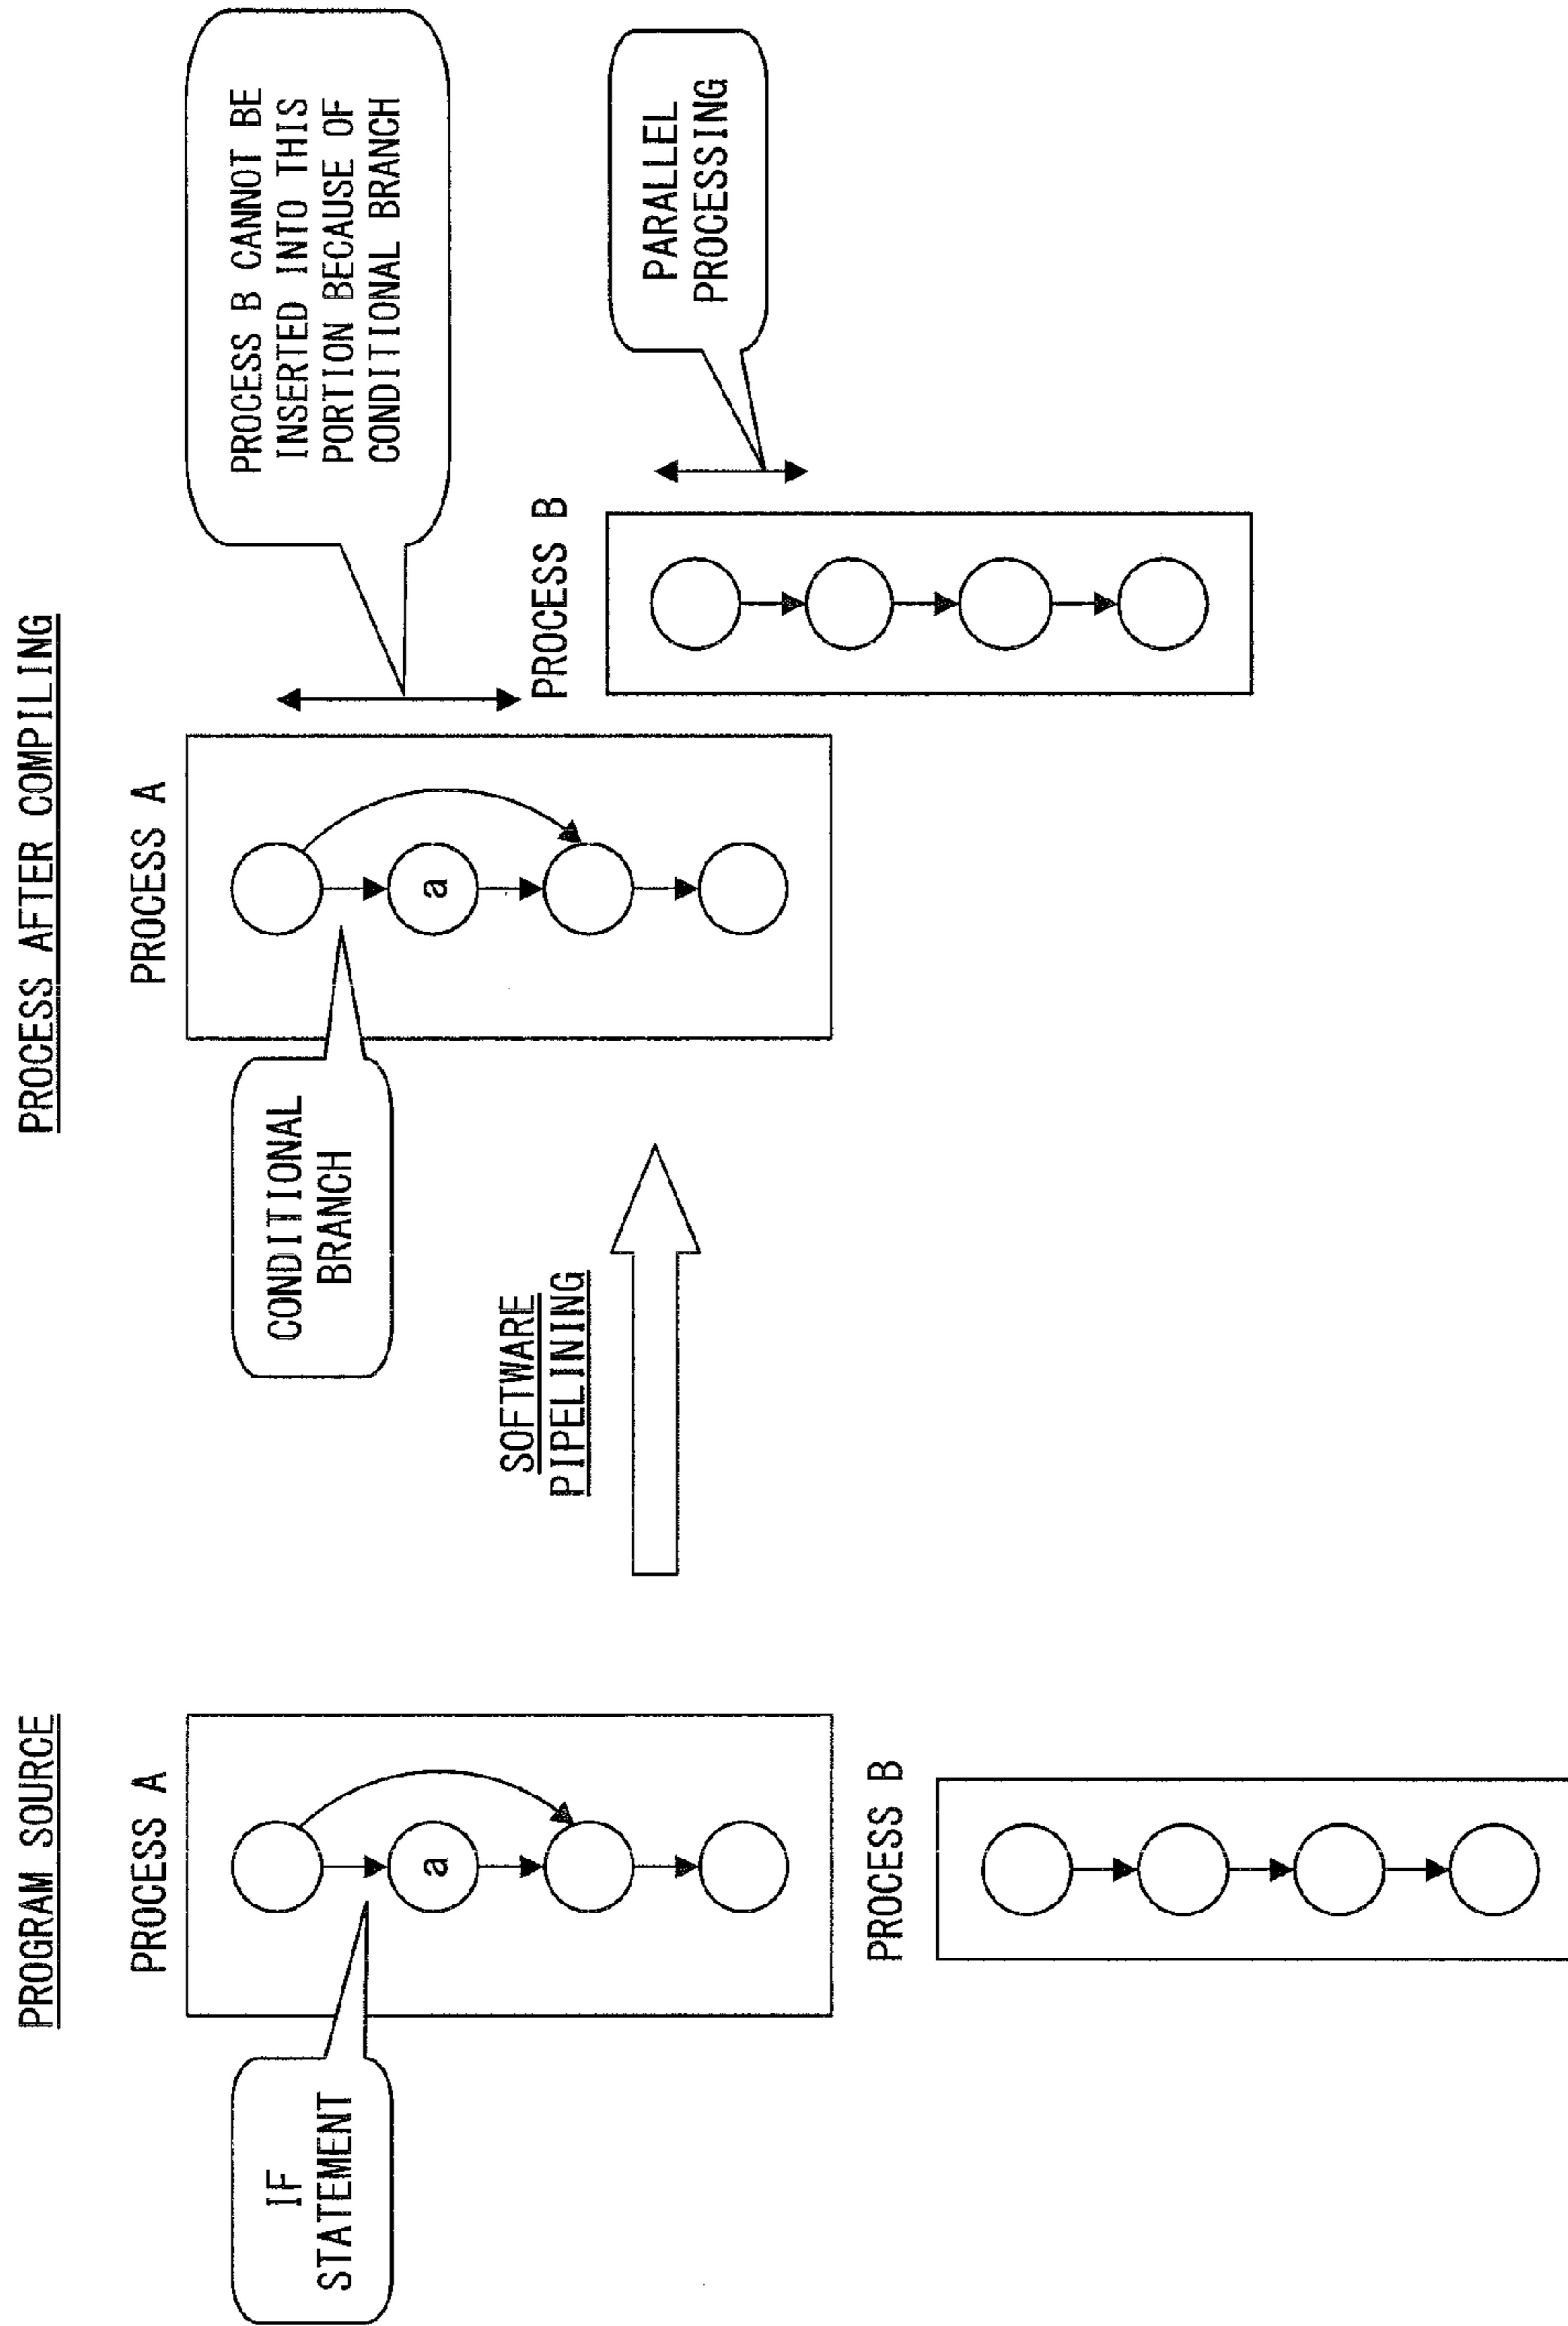 PROGRAM SOURCE
PROCESS A
IF
STATEMENT
a
PROCESS B
SOFTWARE
PIPELINING
PROCESS AFTER COMPILING
PROCESS A
CONDITIONAL
BRANCH
a
PROCESS B CANNOT BE
INSERTED INTO THIS
PORTION BECAUSE OF
CONDITIONAL BRANCH
PROCESS B
PARALLEL
PROCESSING